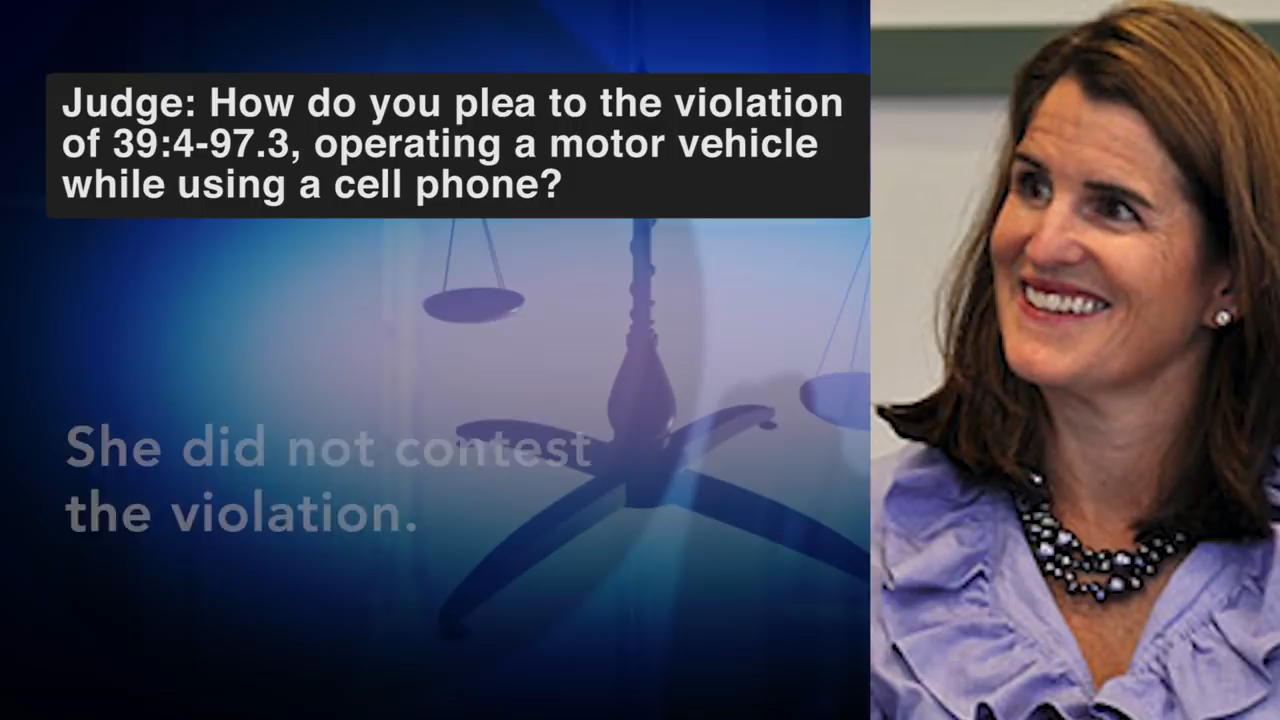 Judge: How do you plea to the violation
of 39:4-97.3, operating a motor vehicle
while using a cell phone?
She did not contest
the violation.